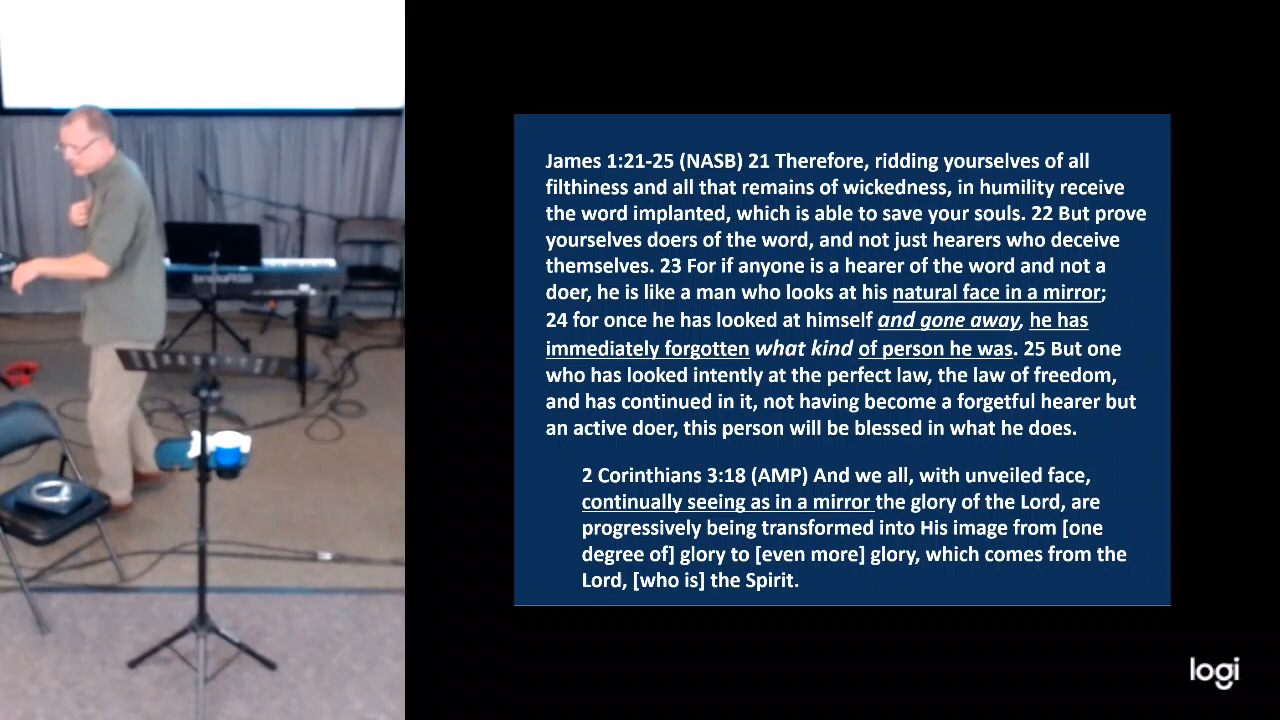 James 1:21-25 (NASB) 21 Therefore, ridding yourselves of all
filthiness and all that remains of wickedness, in humility receive
the word implanted, which is able to save your souls. 22 But prove
yourselves doers of the word, and not just hearers who deceive
themselves. 23 For if anyone is a hearer of the word and not a
doer, he is like a man who looks at his natural face in a mirror;
24 for once he has looked at himself and gone away, he has
immediately forgotten what kind of person he was. 25 But one
who has looked intently at the perfect law, the law of freedom,
and has continued in it, not having become a forgetful hearer but
an active doer, this person will be blessed in what he does.
2 Corinthians 3:18 (AMP) And we all, with unveiled face,
continually seeing as in a mirror the glory of the Lord, are
progressively being transformed into His image from [one
degree of] glory to [even more] glory, which comes from the
Lord, [who is] the Spirit.
logi